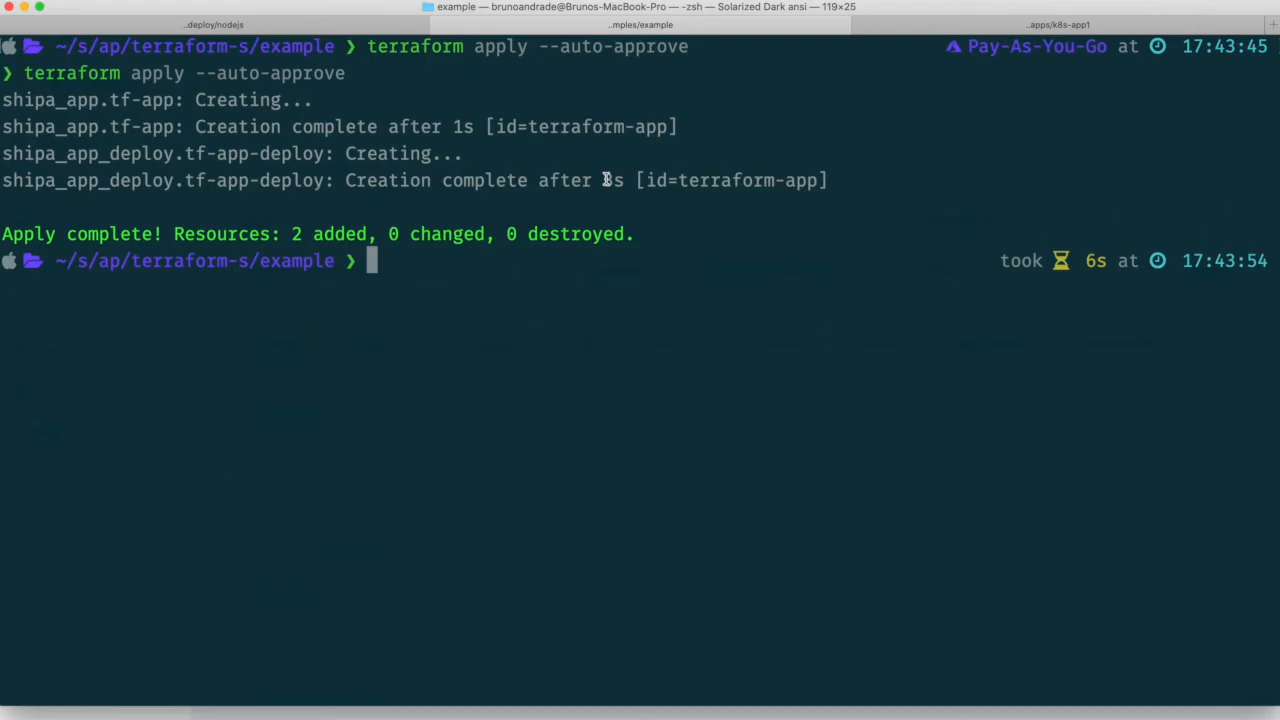 example — brunoandrade@Brunos-MacBook-Pro — -zsh — Solarized Dark ansi — 119×25
..deploy/nodejs ..mples/example ..apps/k8s-app1 +
~/s/ap/terraform-s/example ❯ terraform apply --auto-approve Pay-As-You-Go at 17:43:45
❯ terraform apply --auto-approve
shipa_app.tf-app: Creating...
shipa_app.tf-app: Creation complete after 1s [id=terraform-app]
shipa_app_deploy.tf-app-deploy: Creating...
shipa_app_deploy.tf-app-deploy: Creation complete after [id=terraform-app]
Apply complete! Resources: 2 added, 0 changed, 0 destroyed.
~/s/ap/terraform-s/example ❯ took 6s at 17:43:54